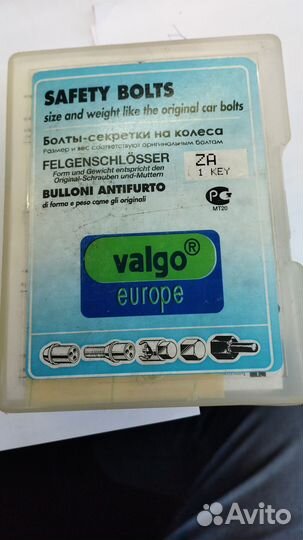 SAFETY BOLTS
size and weight like the original car bolts
Болты-секретки на колеса
Размер и вес соответствуют оригинальным болтам
FELGENSCHLÖSSER
Form und Gewicht entspricht den
Original-Schrauben und-Muttern
BULLONI ANTIFURTO
di forma e peso came gli originali
ZA
1 KEY
МТ20
valgo®
europe
Avito